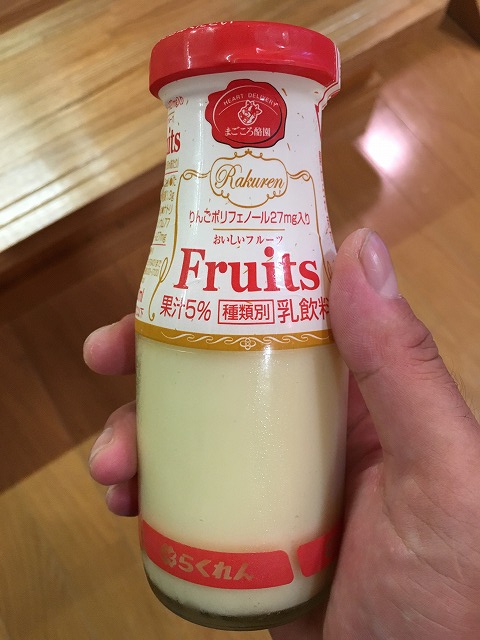 HEART DELIVERY
まごころ酪園
Rakuren
りんごポリフェノール27mg入り
おいしいフルーツ
Fruits
果汁5% 種類別 乳飲料
らくれん